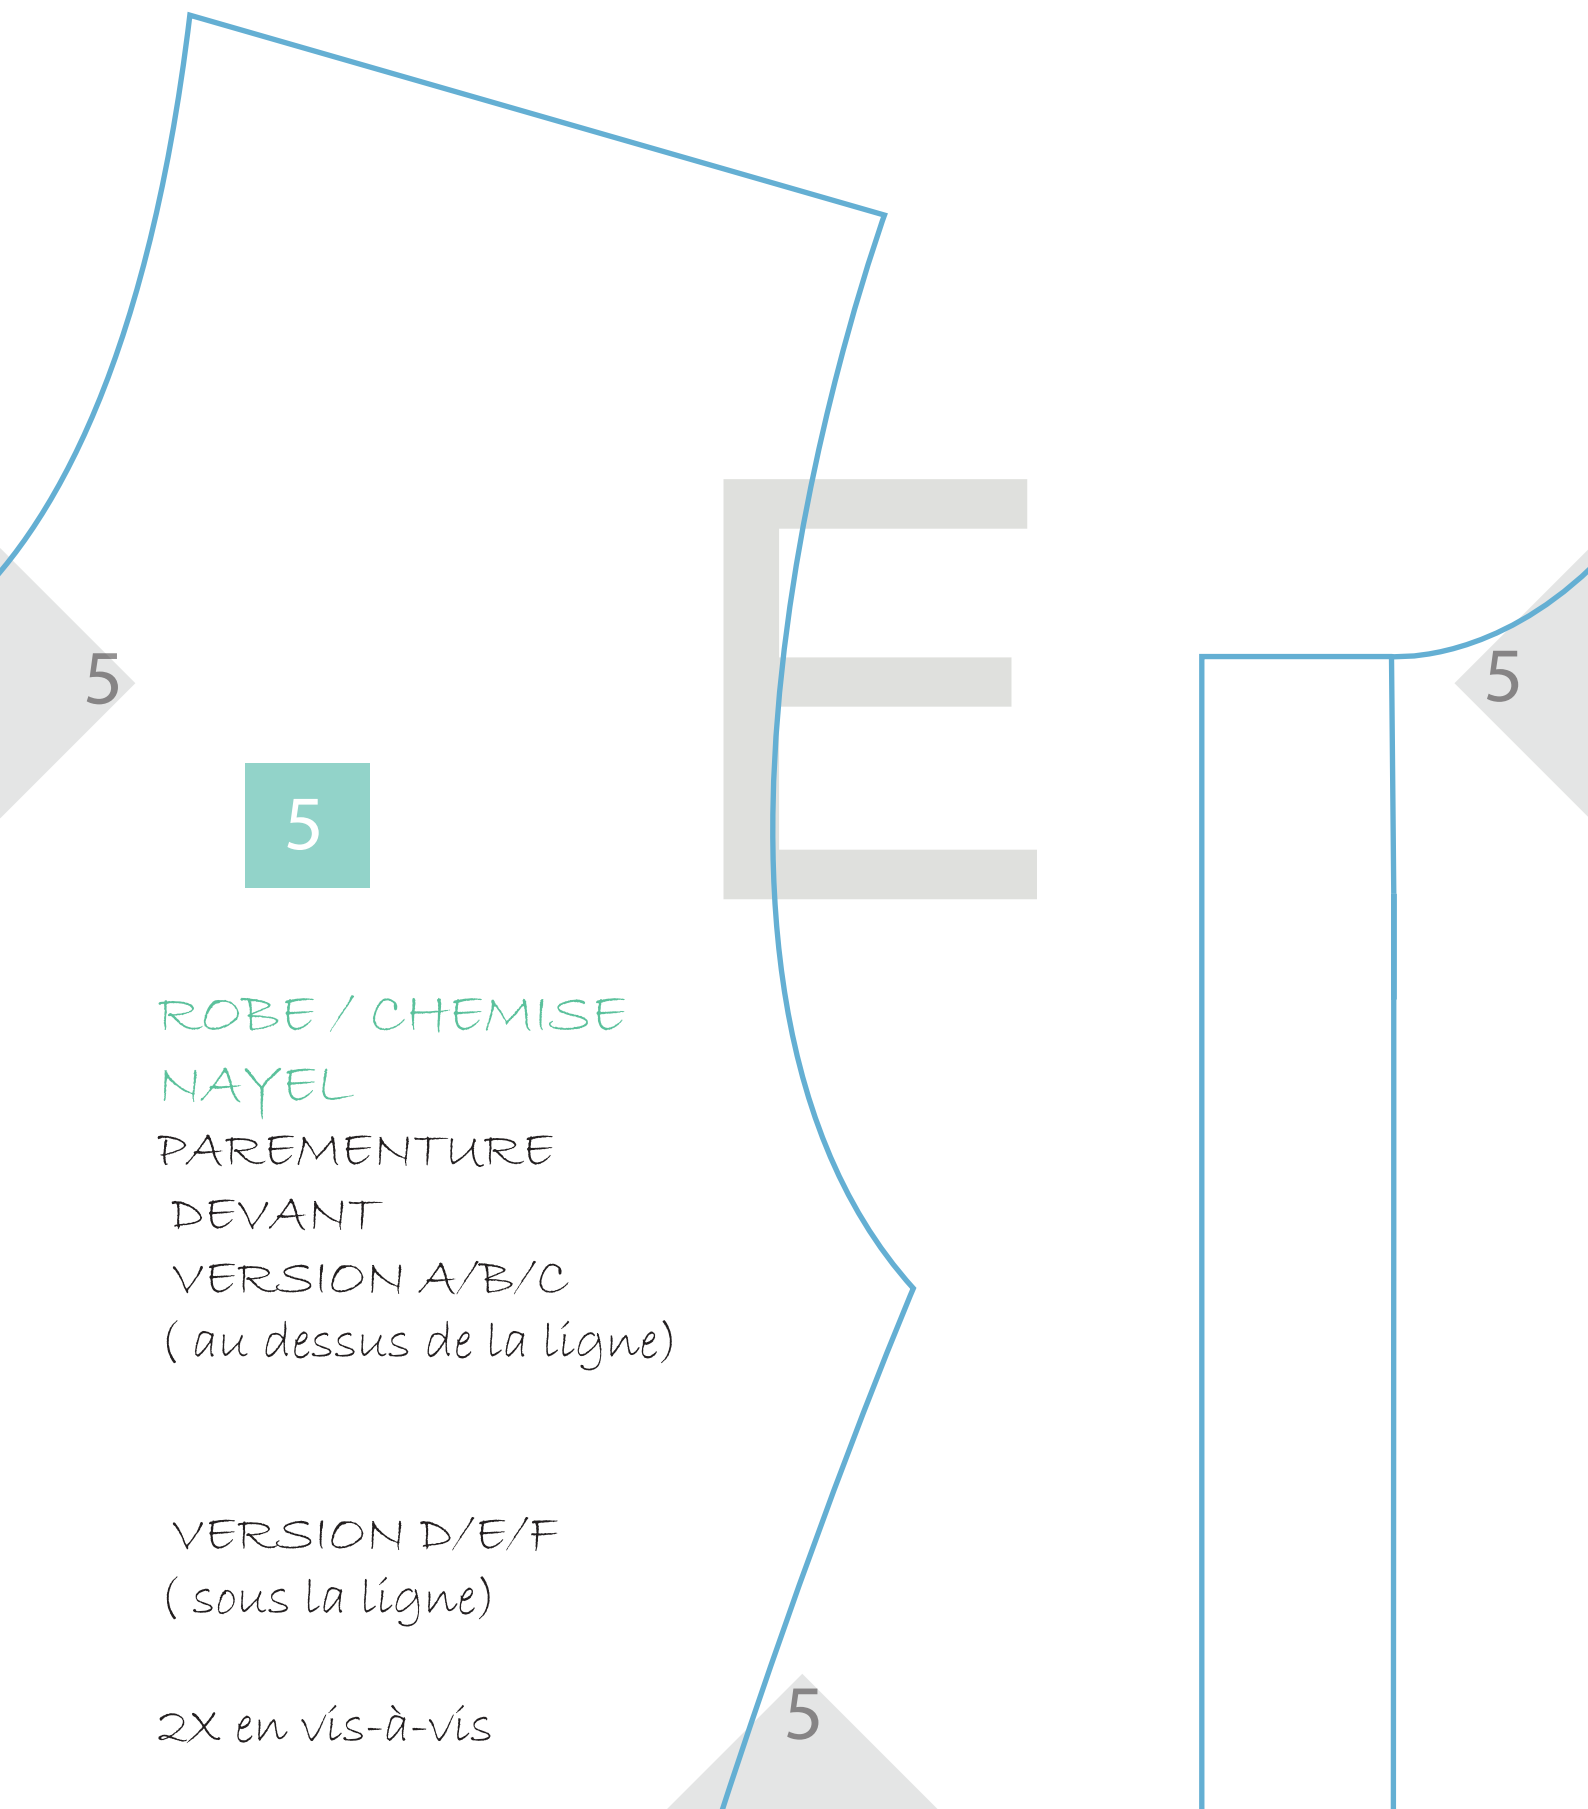 E
5
5
5
ROBE / CHEMISE
NAYEL
PAREMENTURE
DEVANT
VERSION A/B/C
( au dessus de la ligne)
VERSION D/E/F
( sous la ligne)
2X en vis-à-vis
5